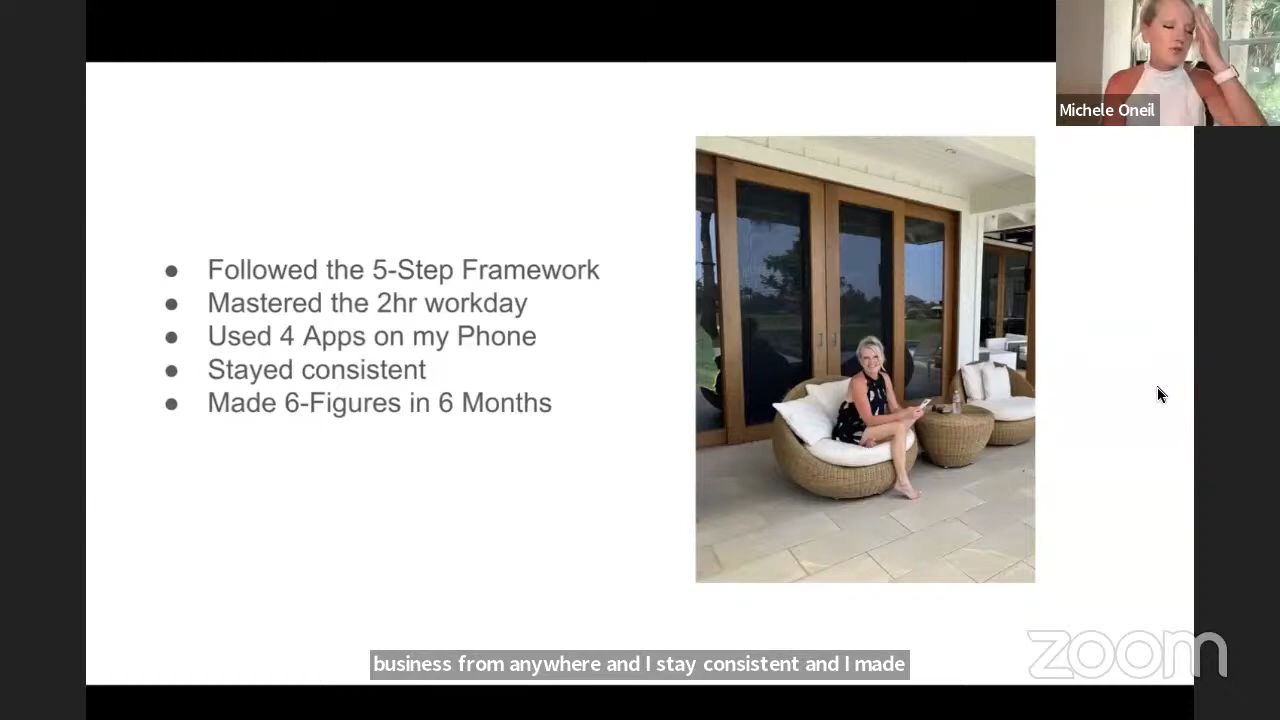 Michele Oneil
● Followed the 5-Step Framework
● Mastered the 2hr workday
● Used 4 Apps on my Phone
● Stayed consistent
● Made 6-Figures in 6 Months
business from anywhere and I stay consistent and I made
zoom